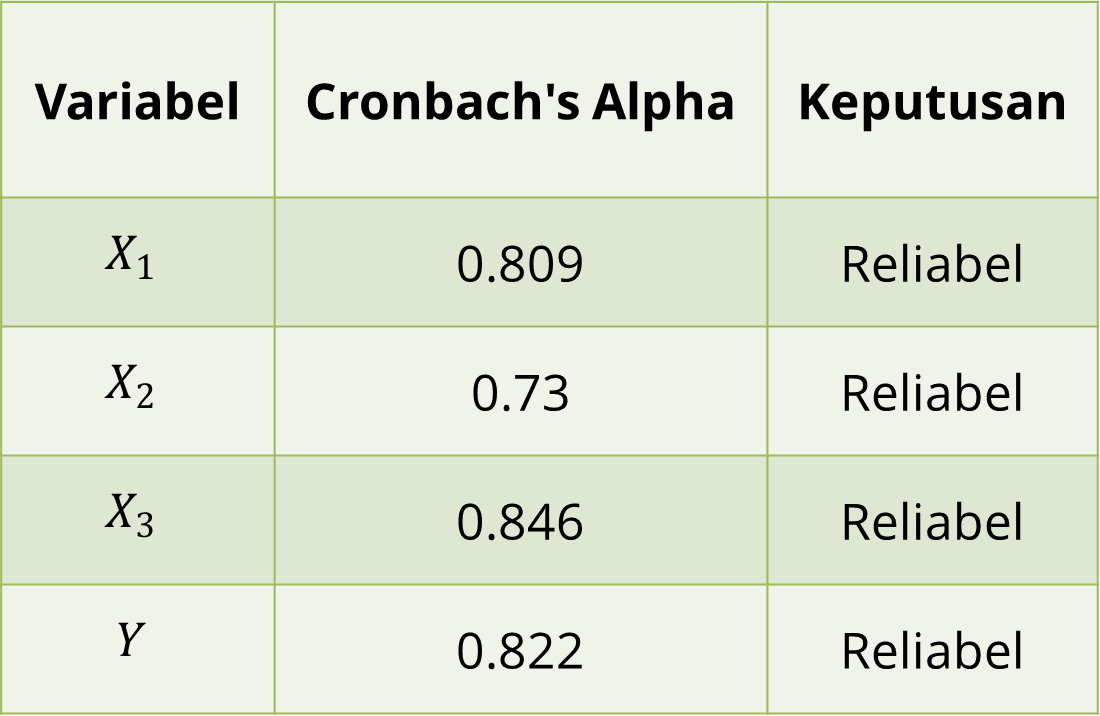 Variabel Cronbach's Alpha Keputusan
X₁ 0.809 Reliabel
X₂ 0.73 Reliabel
X₃ 0.846 Reliabel
Y 0.822 Reliabel